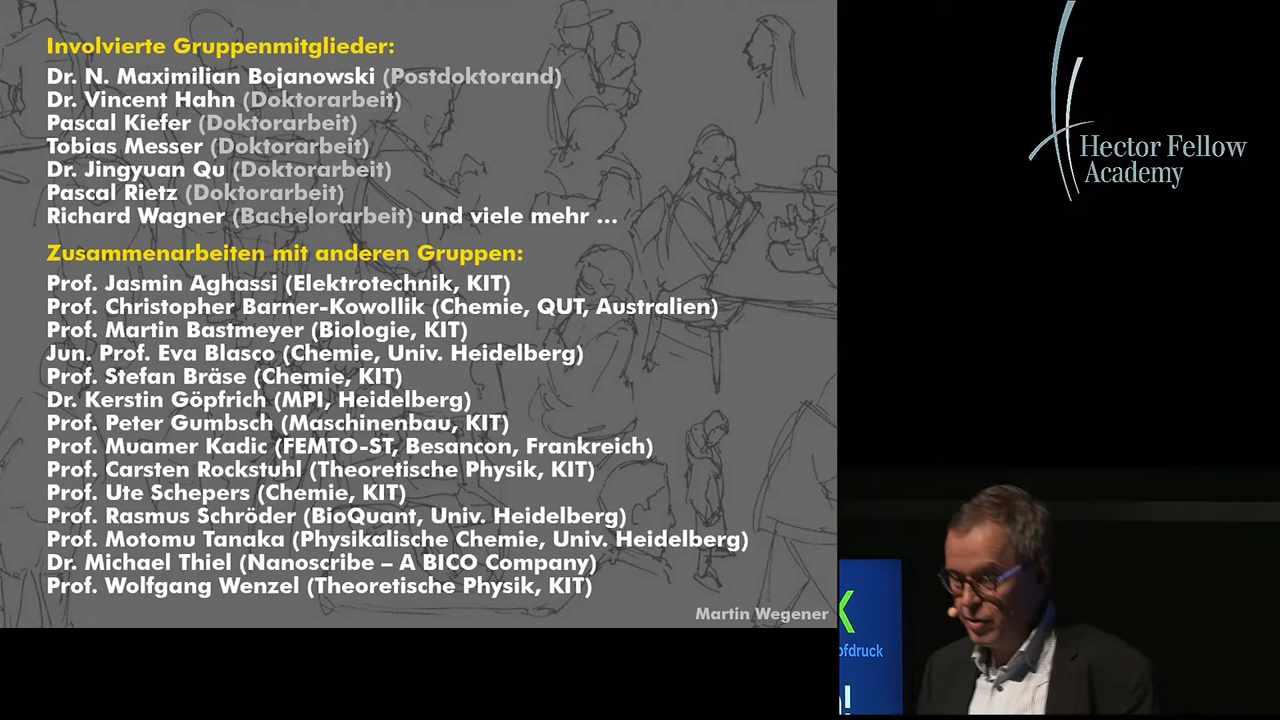 Involvierte Gruppenmitglieder:
Dr. N. Maximilian Bojanowski (Postdoktorand)
Dr. Vincent Hahn (Doktorarbeit)
Pascal Kiefer (Doktorarbeit)
Tobias Messer (Doktorarbeit)
Dr. Jingyuan Qu (Doktorarbeit)
Pascal Rietz (Doktorarbeit)
Richard Wagner (Bachelorarbeit) und viele mehr ...
Zusammenarbeiten mit anderen Gruppen:
Prof. Jasmin Aghassi (Elektrotechnik, KIT)
Prof. Christopher Barner-Kowollik (Chemie, QUT, Australien)
Prof. Martin Bastmeyer (Biologie, KIT)
Jun. Prof. Eva Blasco (Chemie, Univ. Heidelberg)
Prof. Stefan Bräse (Chemie, KIT)
Dr. Kerstin Göpfrich (MPI, Heidelberg)
Prof. Peter Gumbsch (Maschinenbau, KIT)
Prof. Muamer Kadic (FEMTO-ST, Besancon, Frankreich)
Prof. Carsten Rockstuhl (Theoretische Physik, KIT)
Prof. Ute Schepers (Chemie, KIT)
Prof. Rasmus Schröder (BioQuant, Univ. Heidelberg)
Prof. Motomu Tanaka (Physikalische Chemie, Univ. Heidelberg)
Dr. Michael Thiel (Nanoscribe – A BICO Company)
Prof. Wolfgang Wenzel (Theoretische Physik, KIT)
Martin Wegener
Hector Fellow
Academy